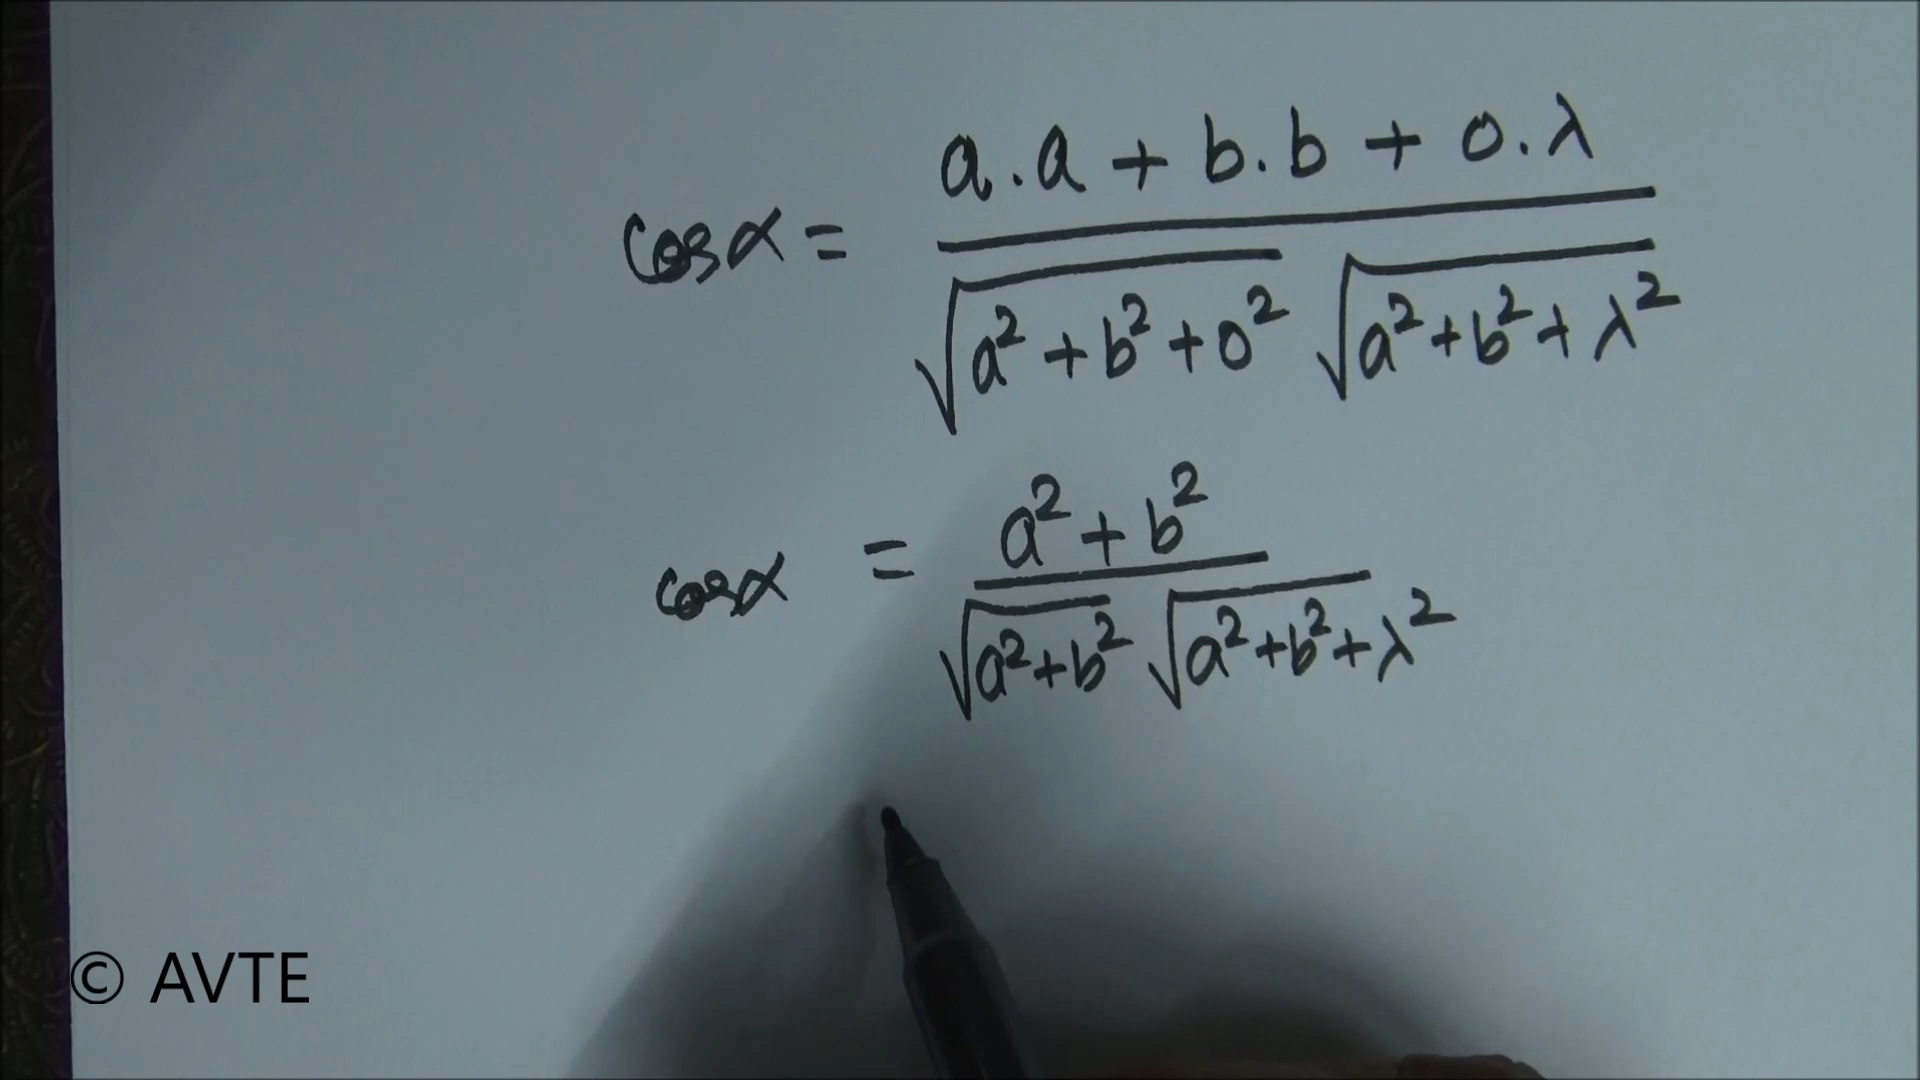 cosα = a.a + b.b + 0.λ / √a²+b²+0² √a²+b²+λ²
cosα = a²+b² / √a²+b² √a²+b²+λ²
© AVTE